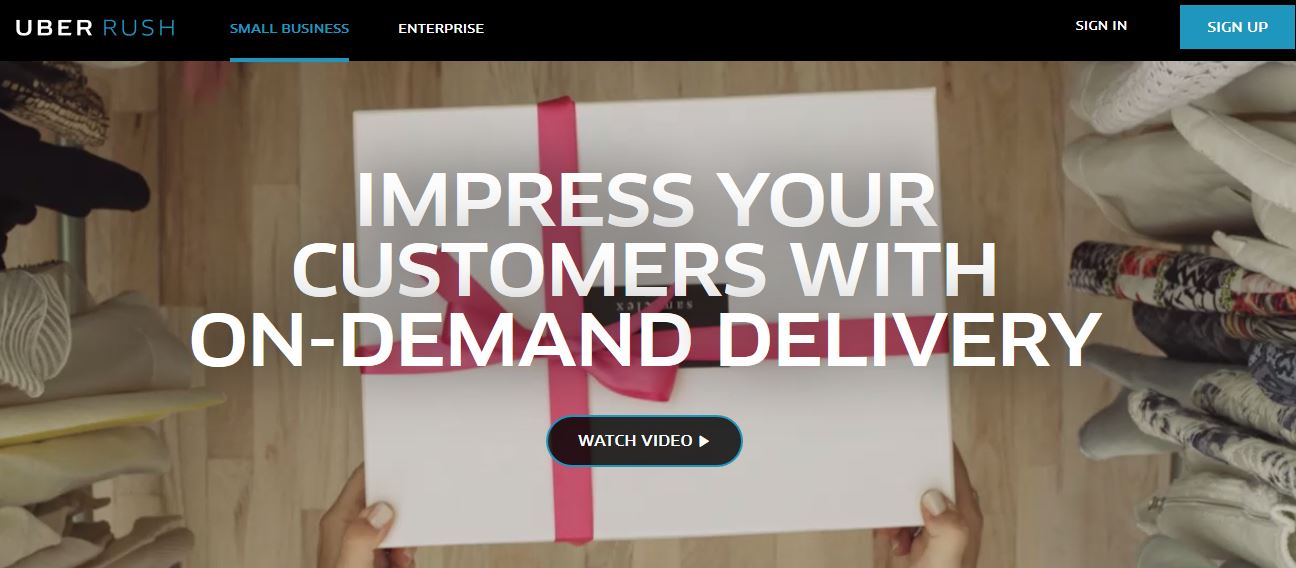 UBER RUSH
SMALL BUSINESS
ENTERPRISE
SIGN IN
SIGN UP
IMPRESS YOUR
CUSTOMERS WITH
ON-DEMAND DELIVERY
WATCH VIDEO